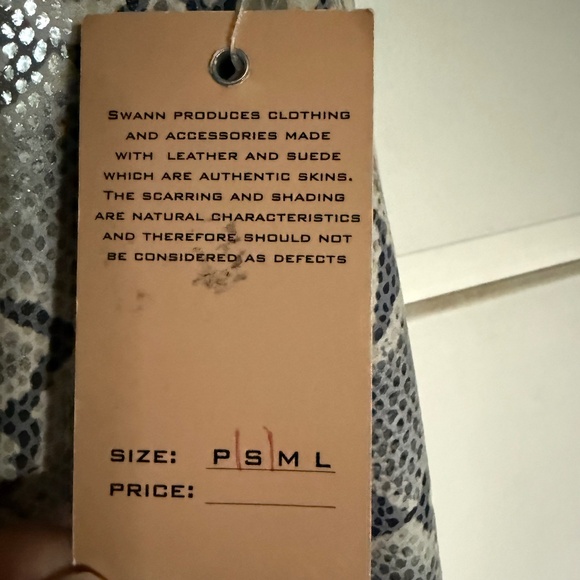 SWANN PRODUCES CLOTHING
AND ACCESSORIES MADE
WITH LEATHER AND SUEDE
WHICH ARE AUTHENTIC SKINS.
THE SCARRING AND SHADING
ARE NATURAL CHARACTERISTICS
AND THEREFORE SHOULD NOT
BE CONSIDERED AS DEFECTS
SIZE: P S M L
PRICE: